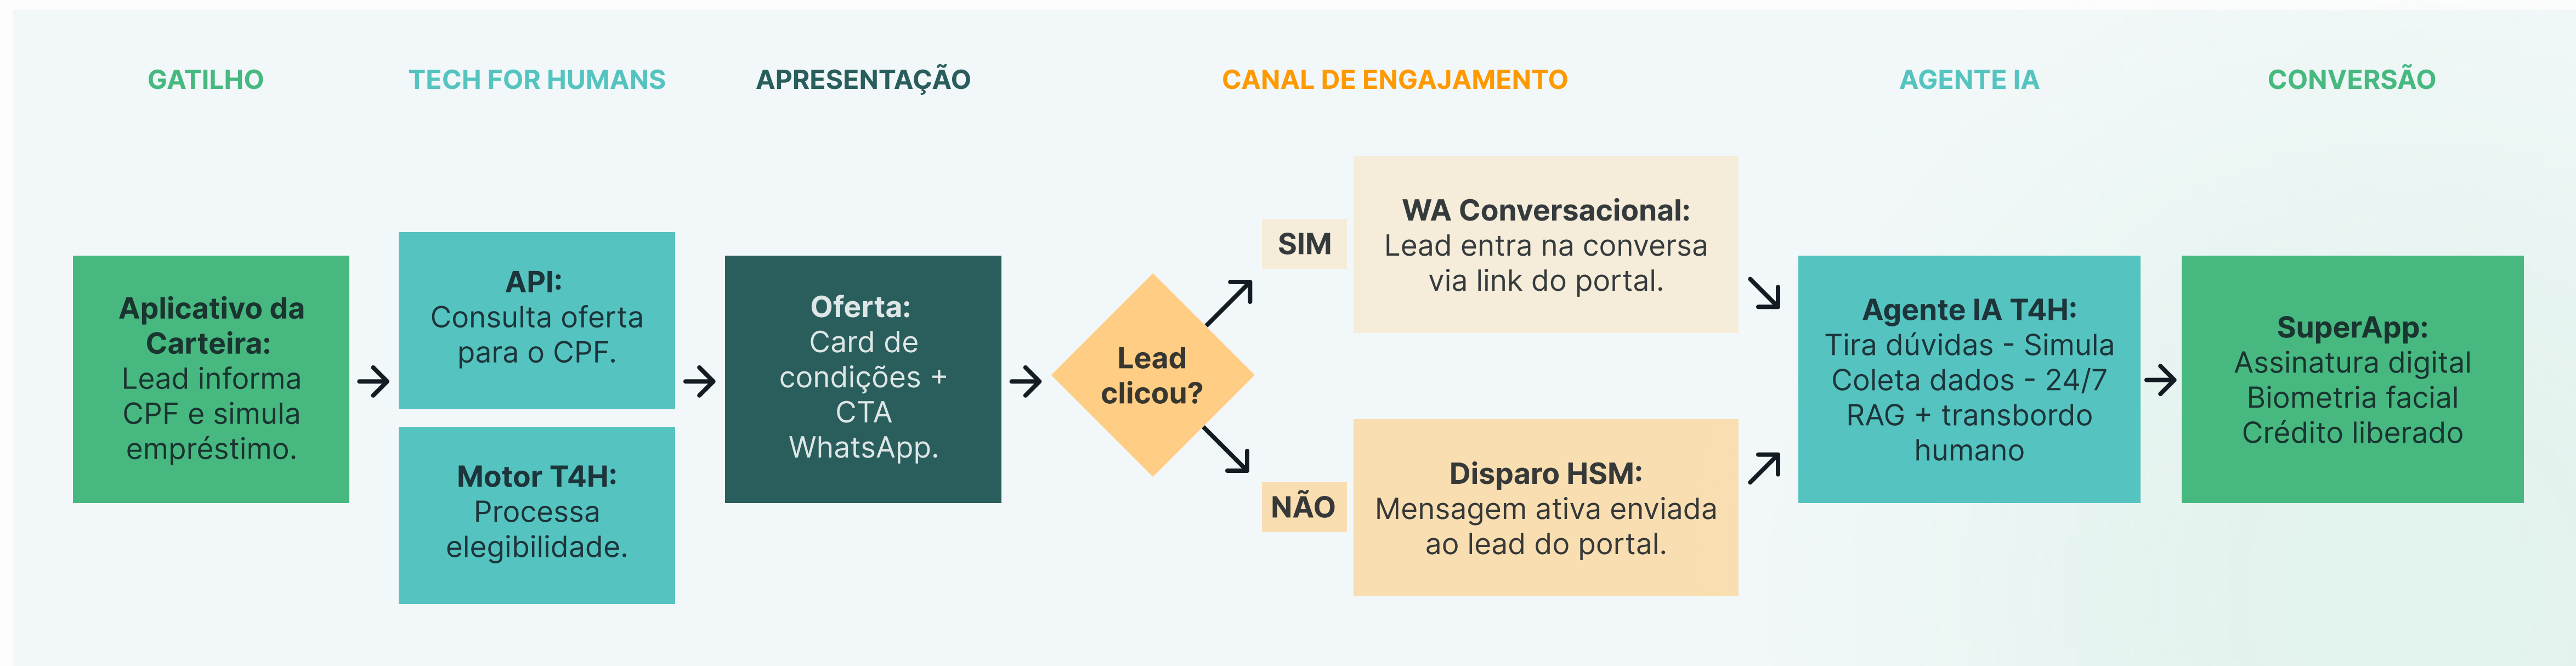 GATILHO
TECH FOR HUMANS
APRESENTAÇÃO
CANAL DE ENGAJAMENTO
AGENTE IA
CONVERSÃO
Aplicativo da
Carteira:
Lead informa
CPF e simula
empréstimo.
API:
Consulta oferta
para o CPF.
Motor T4H:
Processa
elegibilidade.
Oferta:
Card de
condições +
CTA
WhatsApp.
Lead
clicou?
SIM
WA Conversacional:
Lead entra na conversa
via link do portal.
NÃO
Disparo HSM:
Mensagem ativa enviada
ao lead do portal.
Agente IA T4H:
Tira dúvidas - Simula
Coleta dados - 24/7
RAG + transbordo
humano
SuperApp:
Assinatura digital
Biometria facial
Crédito liberado